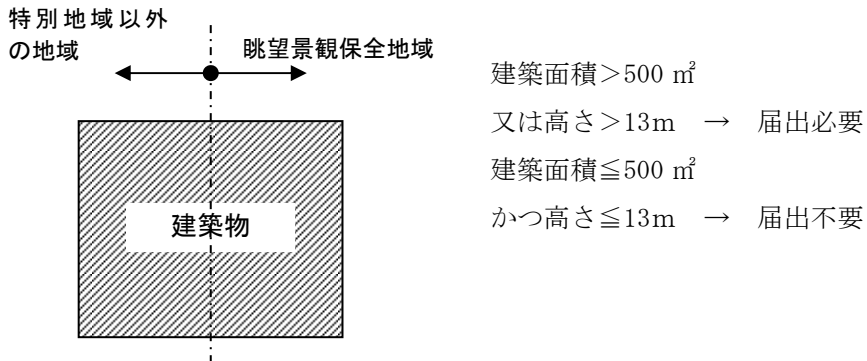 特別地域以外
の地域
眺望景観保全地域
建築物
建築面積＞500 ㎡
又は高さ＞13m → 届出必要
建築面積≦500 ㎡
かつ高さ≦13m → 届出不要